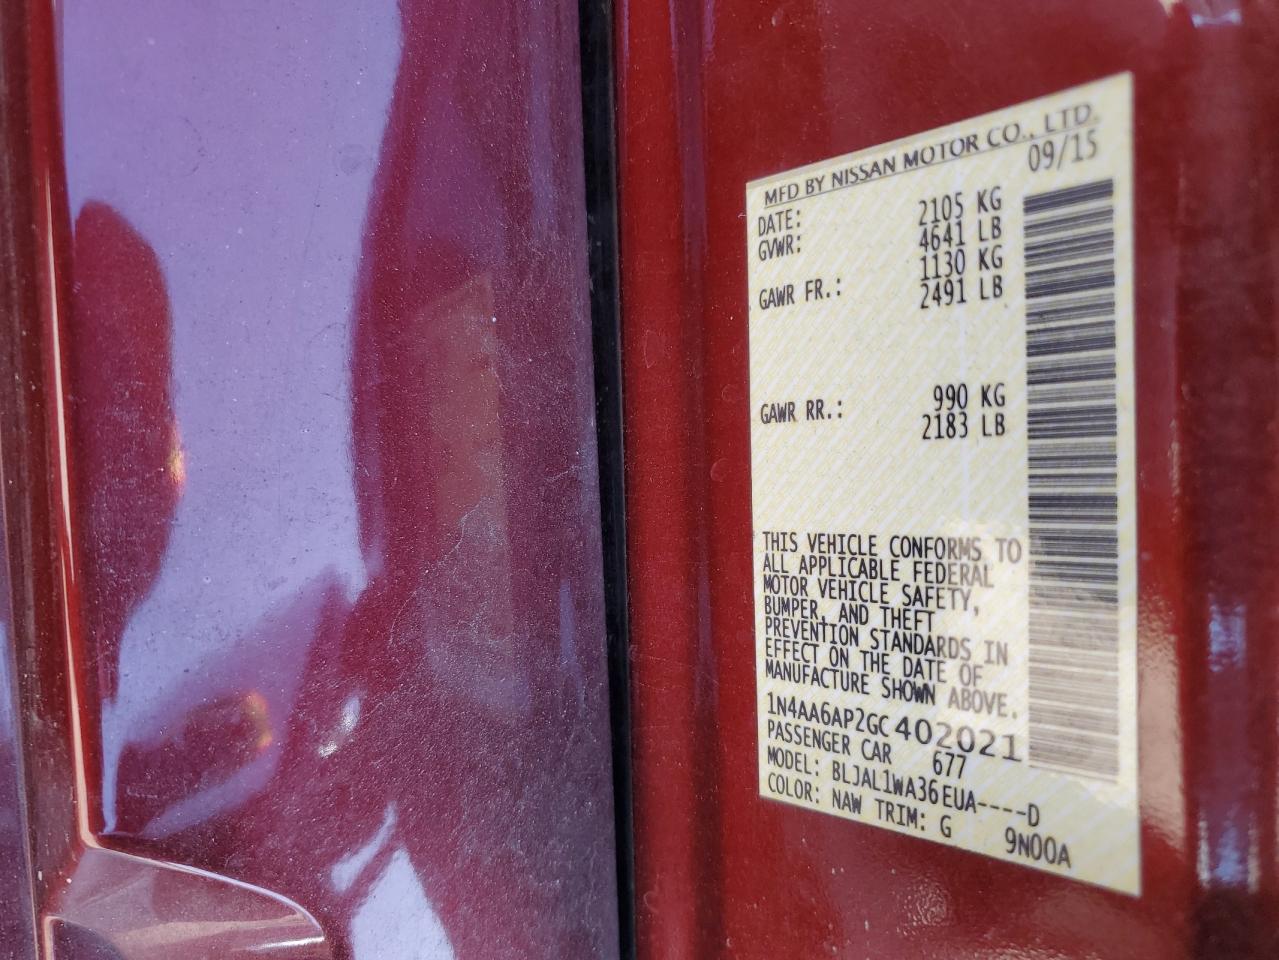 MFD BY NISSAN MOTOR CO., LTD.
DATE: 09/15
GVWR: 2105 KG
4641 LB
GAWR FR.: 1130 KG
2491 LB
GAWR RR.: 990 KG
2183 LB
THIS VEHICLE CONFORMS TO
ALL APPLICABLE FEDERAL
MOTOR VEHICLE SAFETY,
BUMPER, AND THEFT
PREVENTION STANDARDS IN
EFFECT ON THE DATE OF
MANUFACTURE SHOWN ABOVE.
1N4AA6AP2GC402021
PASSENGER CAR 677
MODEL: BLJAL1WA36EUA----D
COLOR: NAW TRIM: G 9N00A